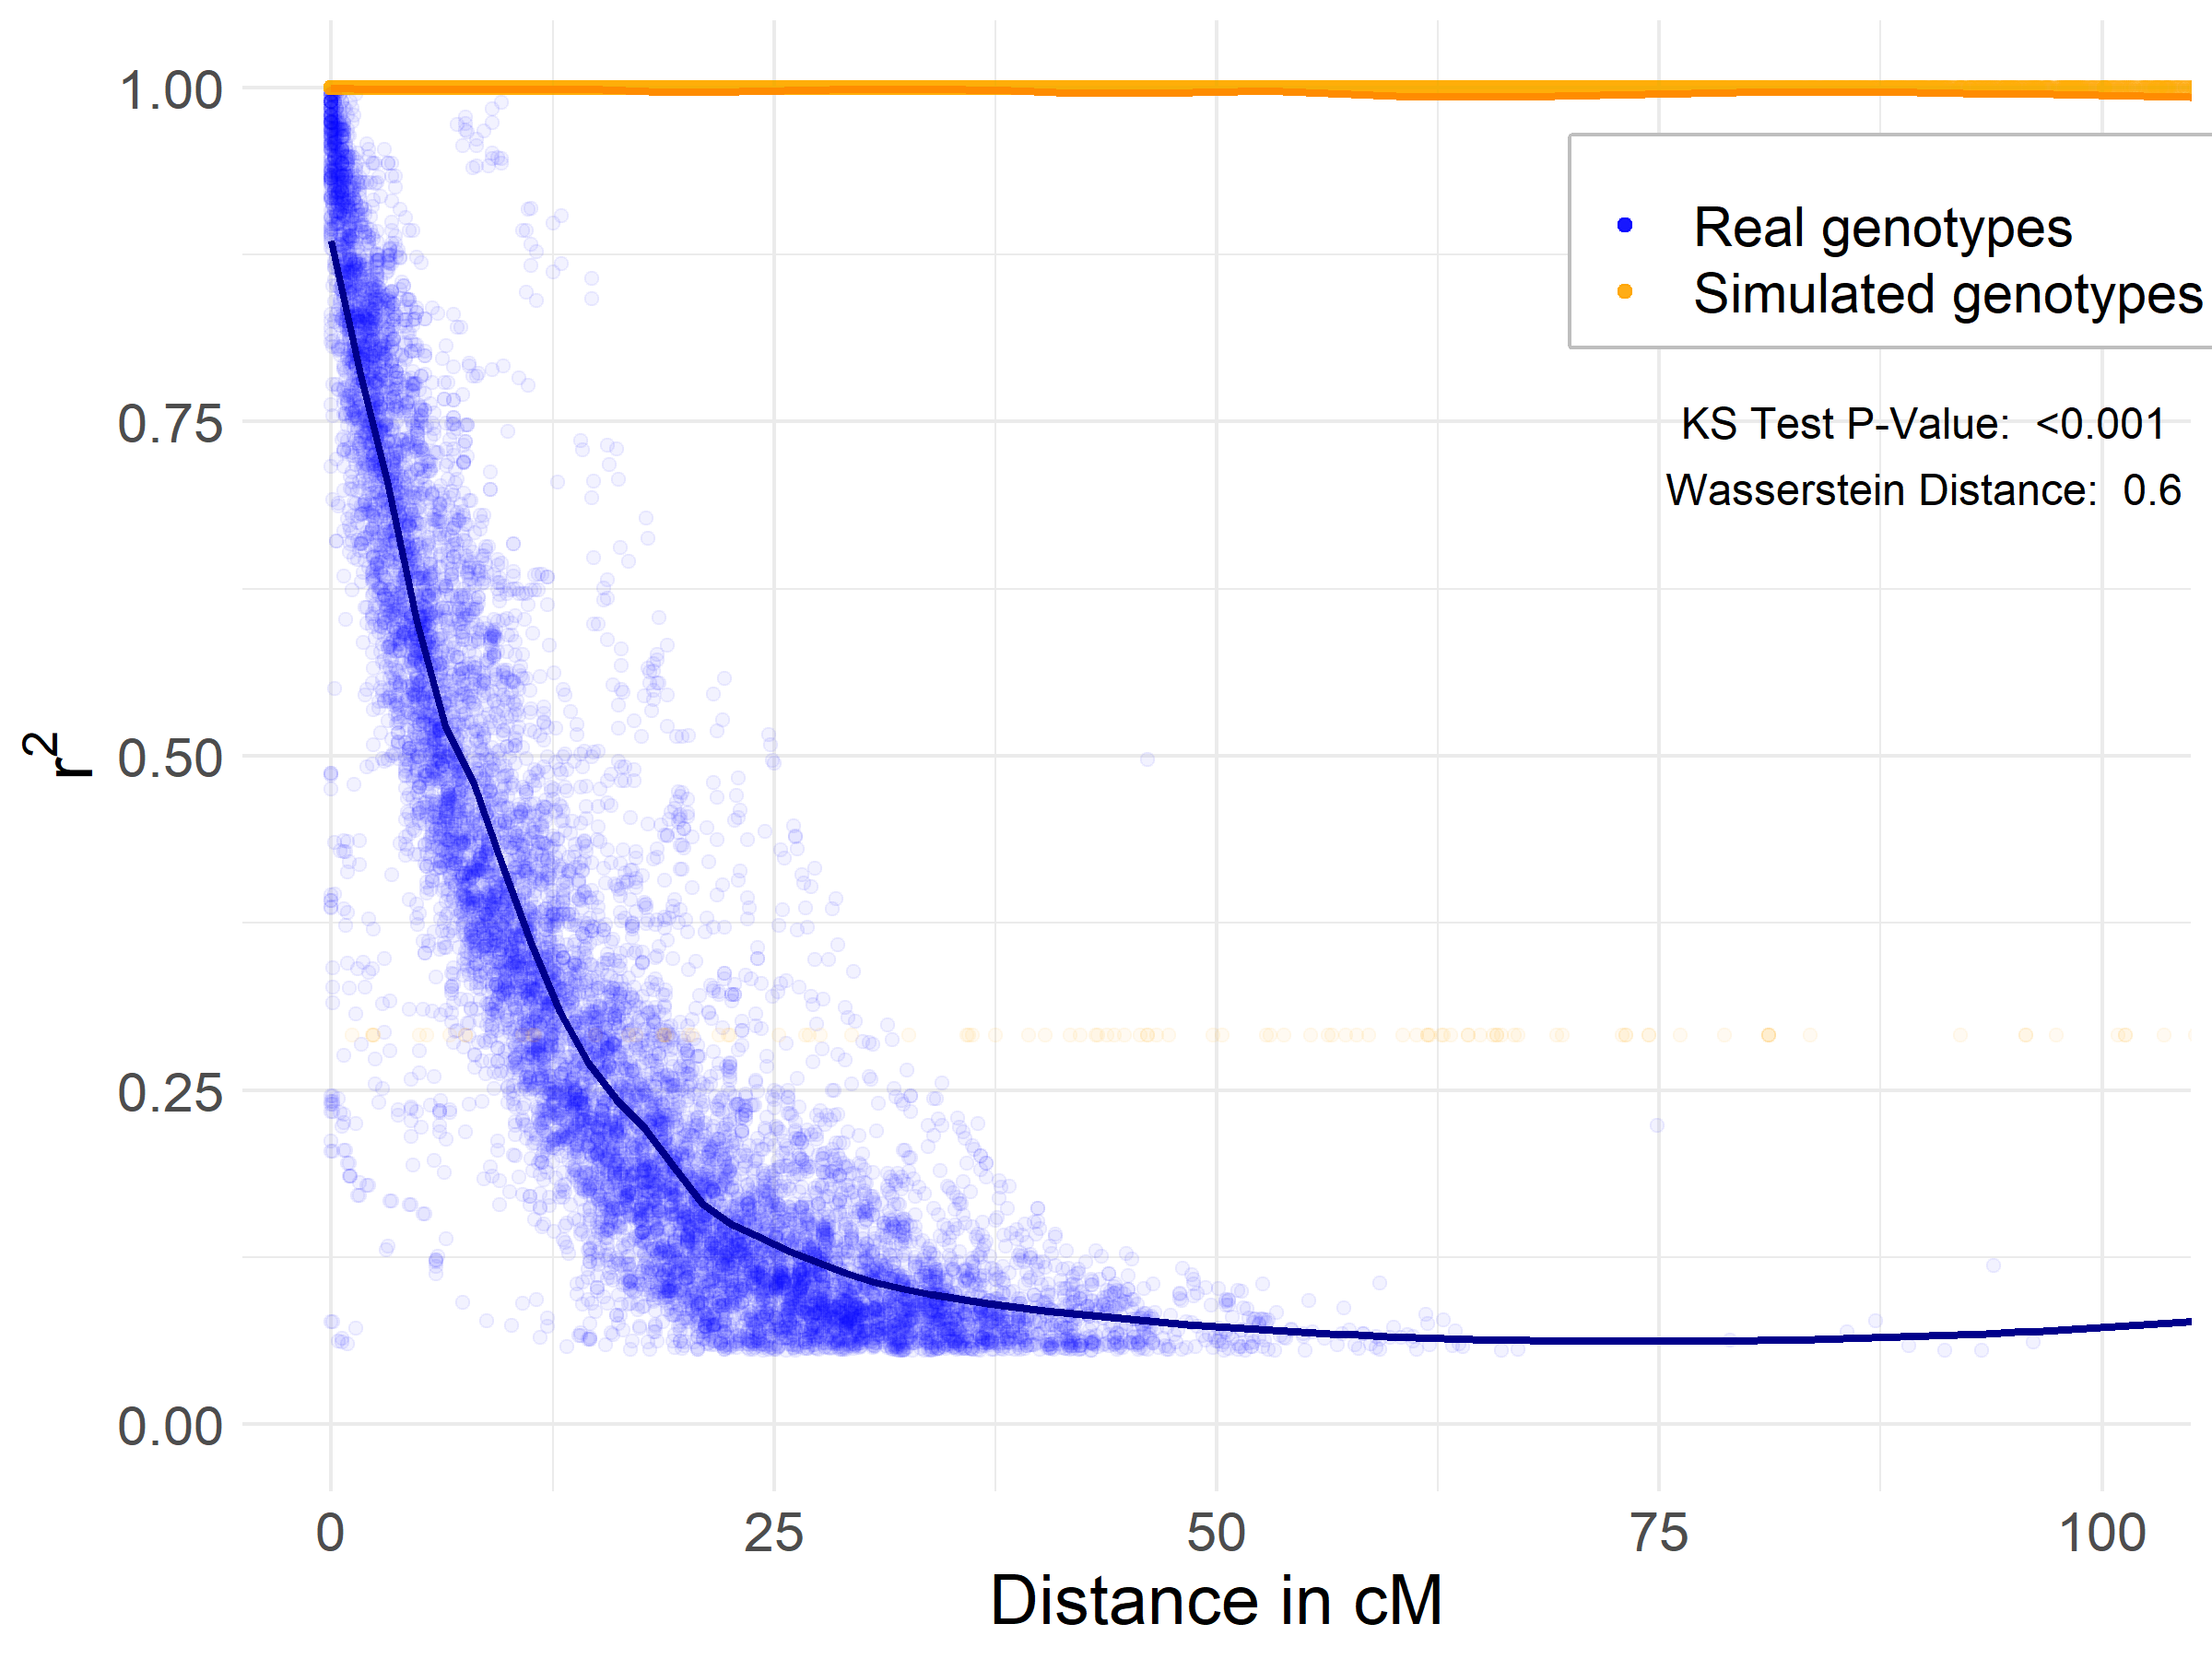 1.00
0.75
0.50
0.25
0.00
r²
Real genotypes
Simulated genotypes
KS Test P-Value: <0.001
Wasserstein Distance: 0.6
0 25 50 75 100
Distance in cM